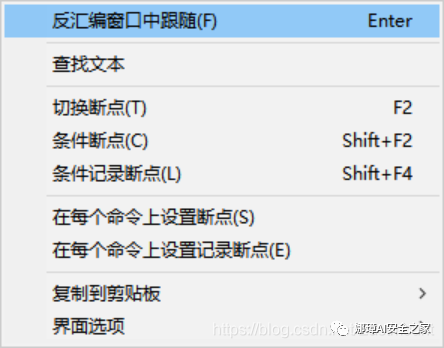 反汇编窗口中跟随(F) Enter
查找文本
切换断点(T) F2
条件断点(C) Shift+F2
条件记录断点(L) Shift+F4
在每个命令上设置断点(S)
在每个命令上设置记录断点(E)
复制到剪贴板
界面选项
https://blog.csdn
娜璋AI安全之家